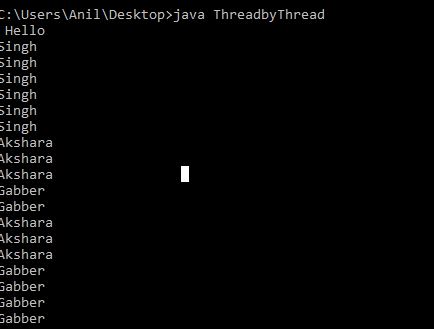 C:\Users\Anil\Desktop>java ThreadbyThread
Hello
Singh
Singh
Singh
Singh
Singh
Singh
Akshara
Akshara
Akshara
Gabber
Gabber
Akshara
Akshara
Akshara
Gabber
Gabber
Gabber
Gabber